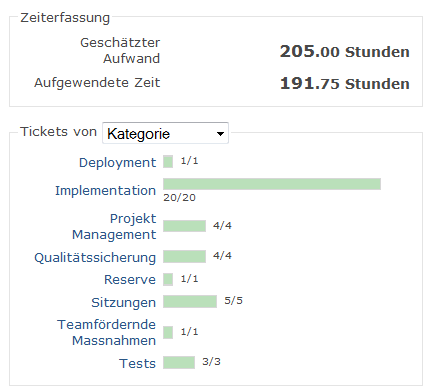 Zeiterfassung
Geschätzter
Aufwand
205.00 Stunden
Aufgewendete Zeit
191.75 Stunden
Tickets von Kategorie
Deployment 1/1
Implementation
20/20
Projekt
Management 4/4
Qualitätssicherung 4/4
Reserve 1/1
Sitzungen 5/5
Teamfördernde
Massnahmen 1/1
Tests 3/3